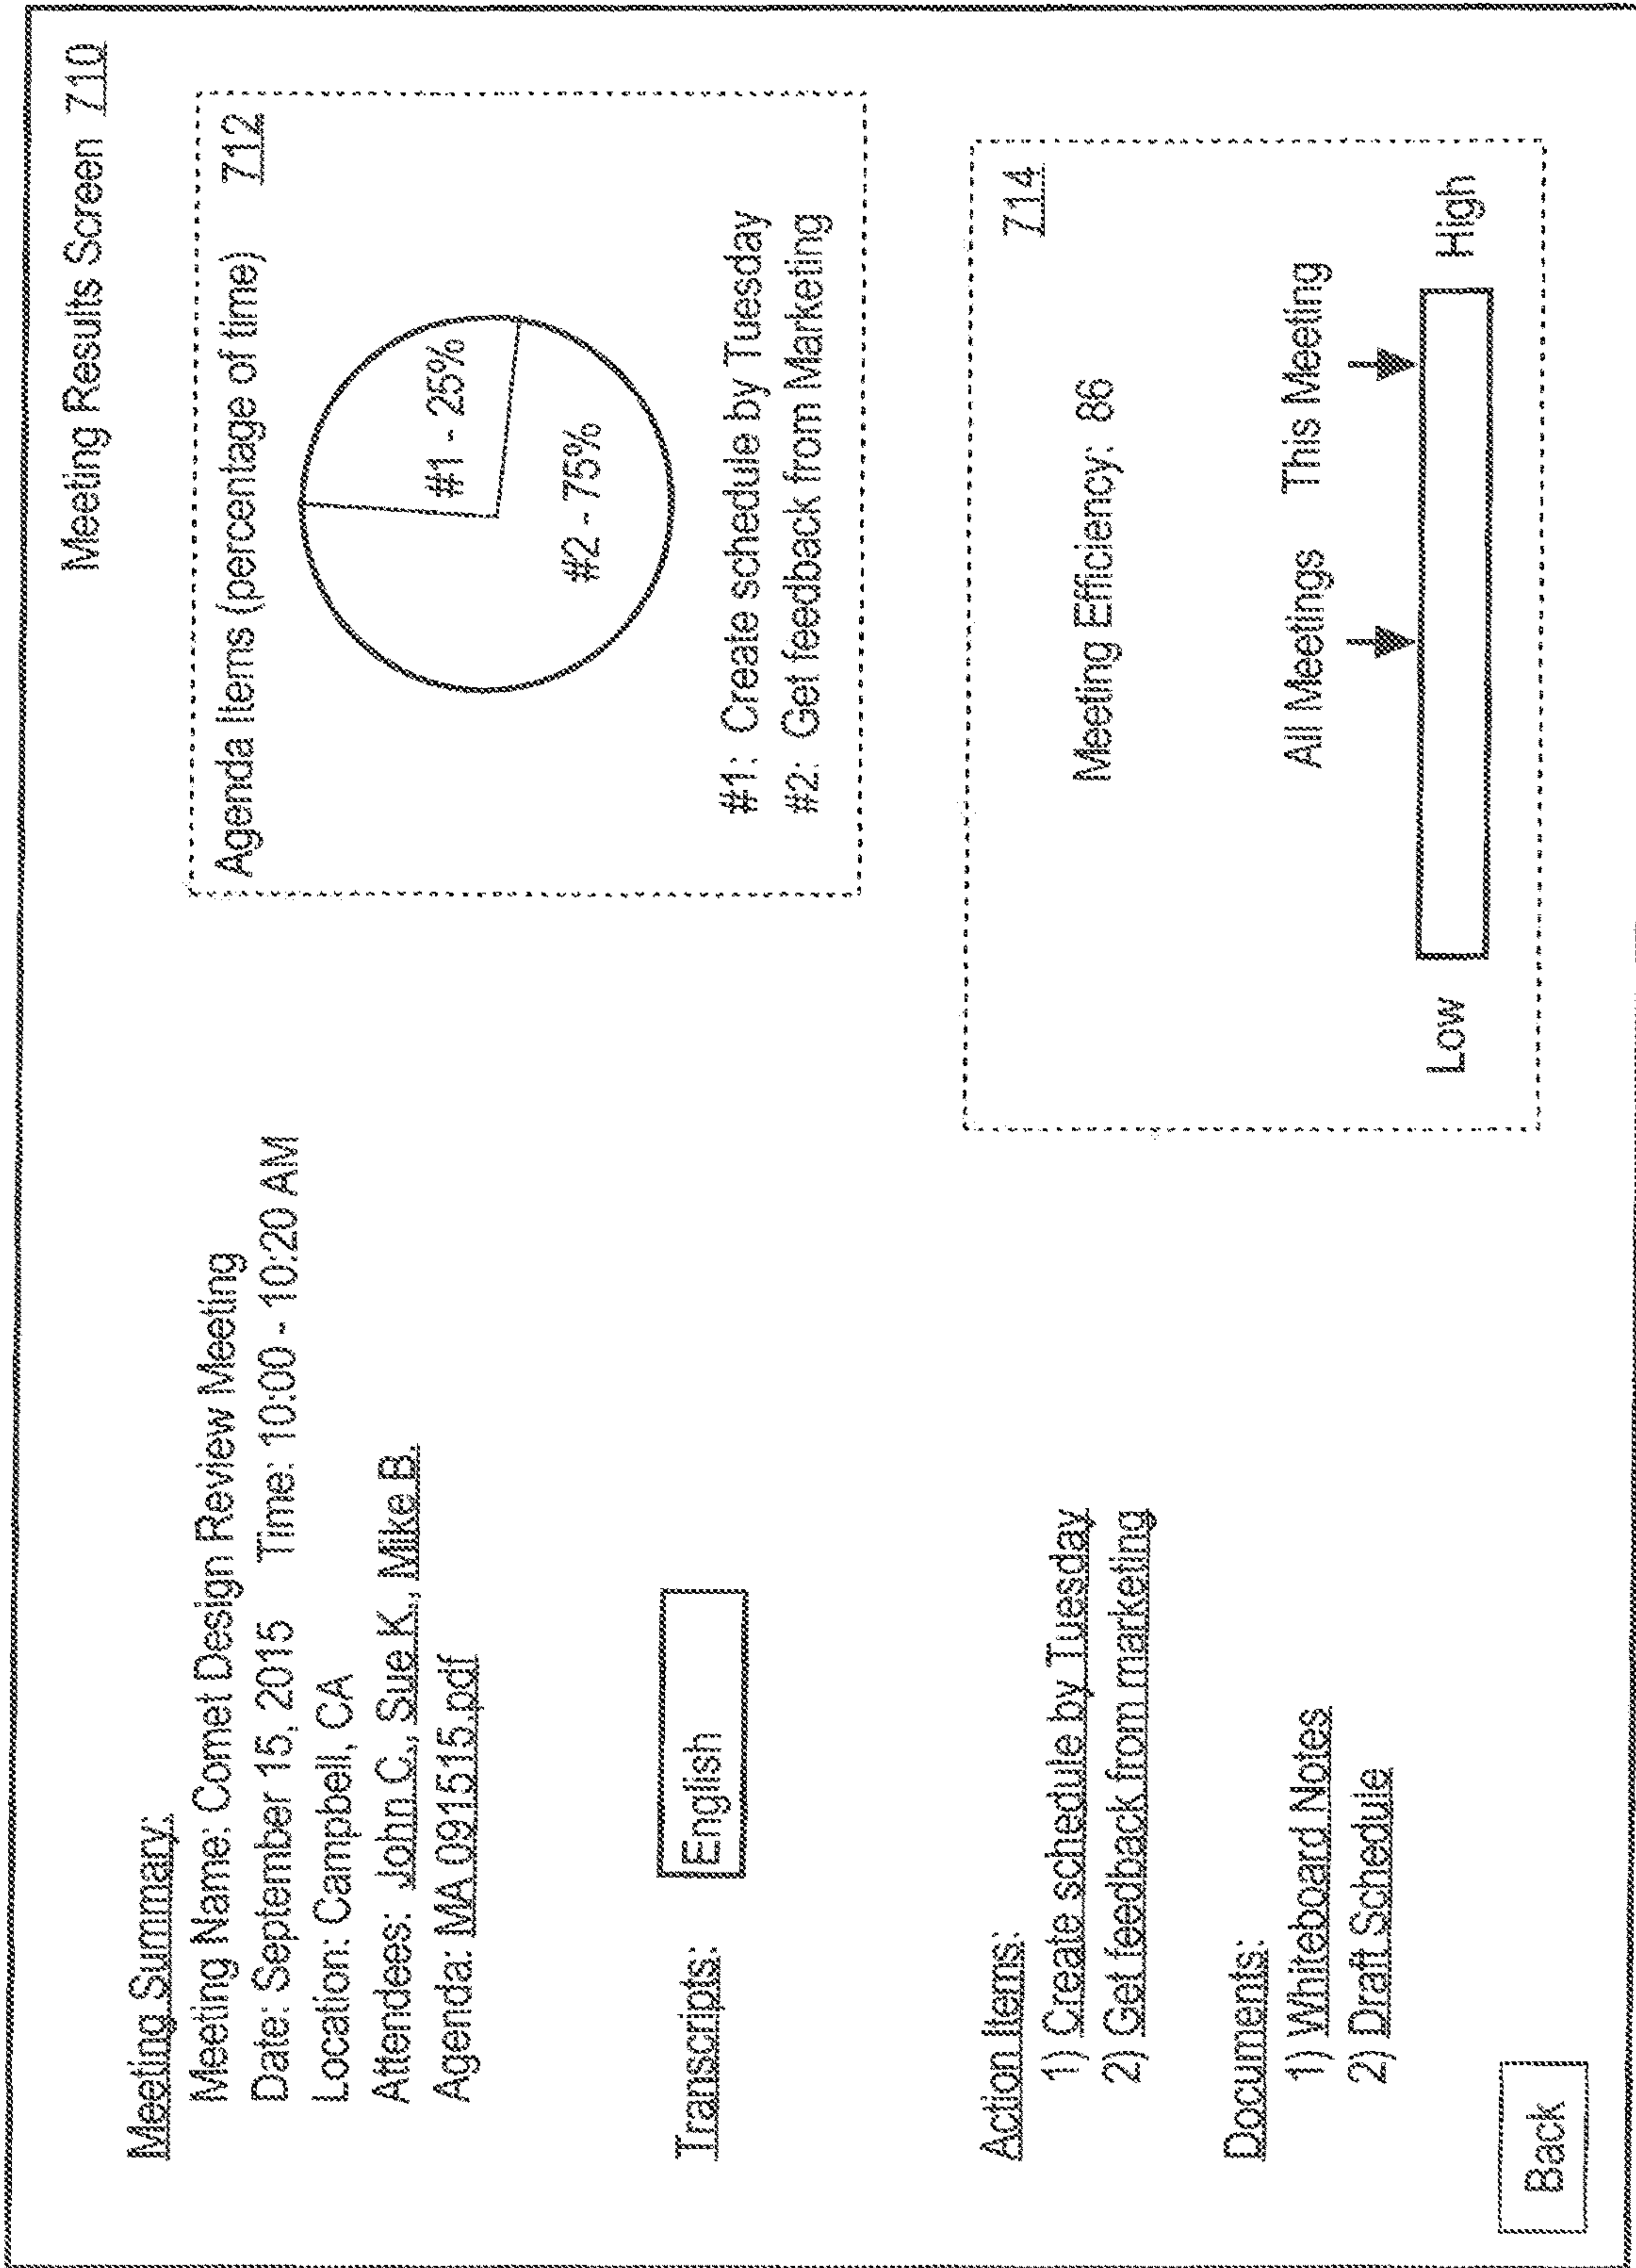 Meeting Results Screen 710
Meeting Summary:
Meeting Name: Comet Design Review Meeting
Date: September 15, 2015 Time: 10:00 - 10:20 AM
Location: Campbell, CA
Attendees: John C., Sue K., Mike B.
Agenda: MA 091515.pdf
Transcripts: English
Action Items:
1) Create schedule by Tuesday
2) Get feedback from marketing
Documents:
1) Whiteboard Notes
2) Draft Schedule
Back
Agenda Items (percentage of time) 712
#1 - 25%
#2 - 75%
#1: Create schedule by Tuesday
#2: Get feedback from Marketing
714
Meeting Efficiency: 86
All Meetings This Meeting
Low High